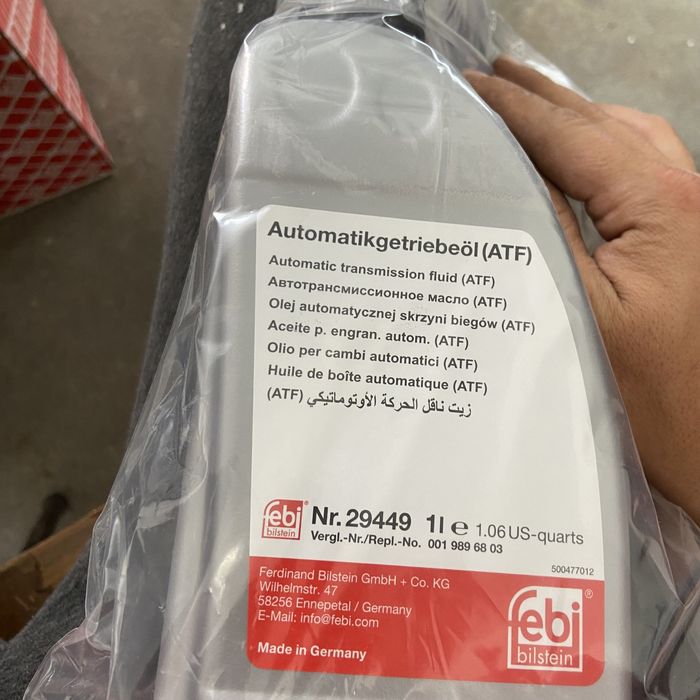 Automatikgetriebeöl (ATF)
Automatic transmission fluid (ATF)
Автотрансмиссионное масло (ATF)
Olej automatycznej skrzyni biegów (ATF)
Aceite p. engran. autom. (ATF)
Olio per cambi automatici (ATF)
Huile de boîte automatique (ATF)
زيت ناقل الحركة الأوتوماتيكي (ATF)
febi® Nr. 29449 1l e 1.06 US-quarts
bilstein Vergl.-Nr./Repl.-No. 001 989 68 03
500477012
Ferdinand Bilstein GmbH + Co. KG
Wilhelmstr. 47
58256 Ennepetal / Germany
E-Mail: info@febi.com
Made in Germany
febi®
bilstein